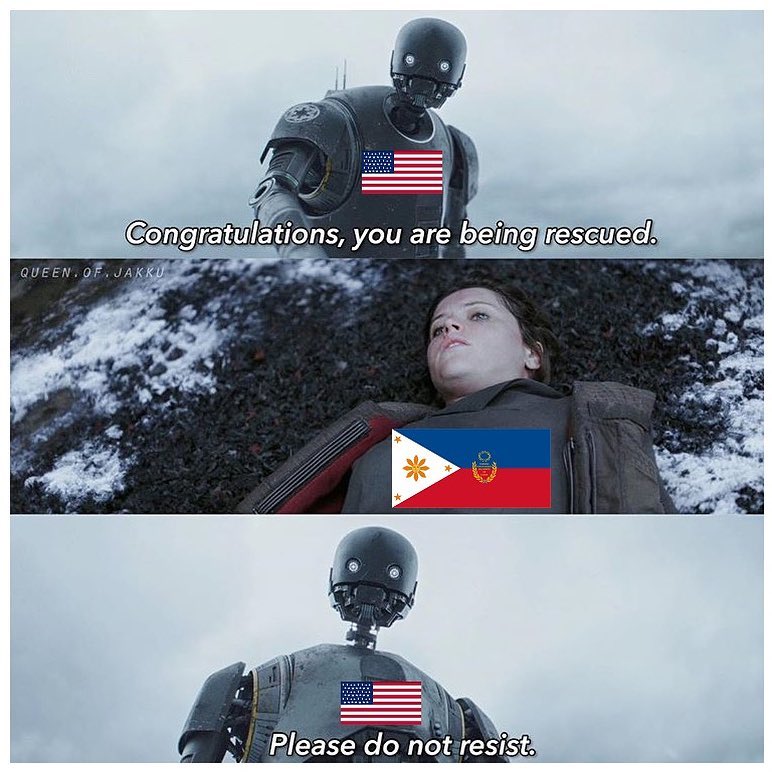 Congratulations, you are being rescued.
QUEEN.OF.JAKKU
Please do not resist.